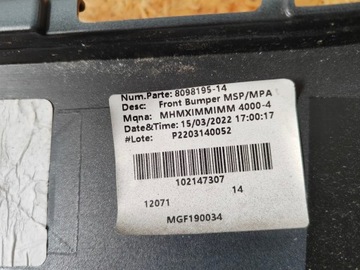 Num.Parte: 8098195-14
Desc: Front Bumper MSP/MPA
Mqna: MHMXIMMIMM 4000-4
Date&Time: 15/03/2022 17:00:17
#Lote: P2203140052
102147307
12071 14
MGF190034